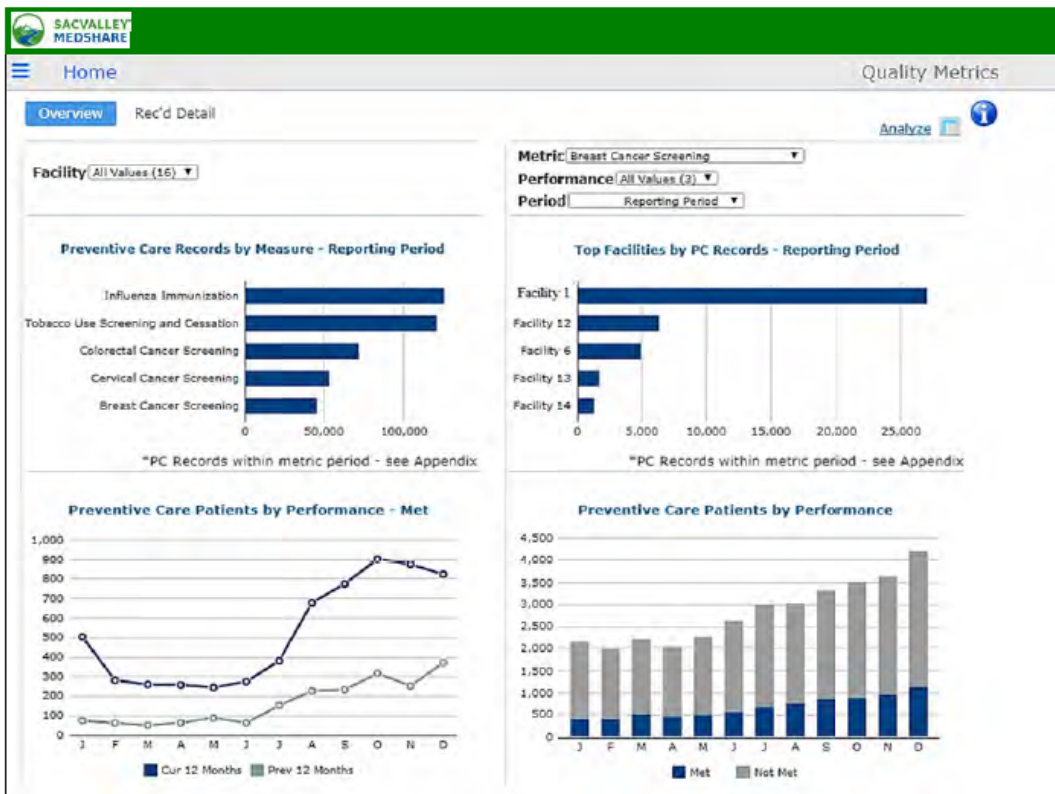 SACVALLEY
MEDSHARE
Home
Quality Metrics
Overview
Rec'd Detail
Analyze
Facility All Values (16)
Metric Breast Cancer Screening
Performance All Values (3)
Period Reporting Period
Preventive Care Records by Measure - Reporting Period
Influenza Immunization
Tobacco Use Screening and Cessation
Colorectal Cancer Screening
Cervical Cancer Screening
Breast Cancer Screening
0 50,000 100,000
*PC Records within metric period - see Appendix
Top Facilities by PC Records - Reporting Period
Facility 1
Facility 12
Facility 6
Facility 13
Facility 14
0 5,000 10,000 15,000 20,000 25,000
*PC Records within metric period - see Appendix
Preventive Care Patients by Performance - Met
1,000
900
800
700
600
500
400
300
200
100
0
J F M A M J J A S O N D
Cur 12 Months Prev 12 Months
Preventive Care Patients by Performance
4,500
4,000
3,500
3,000
2,500
2,000
1,500
1,000
500
0
J F M A M J J A S O N D
Met Not Met